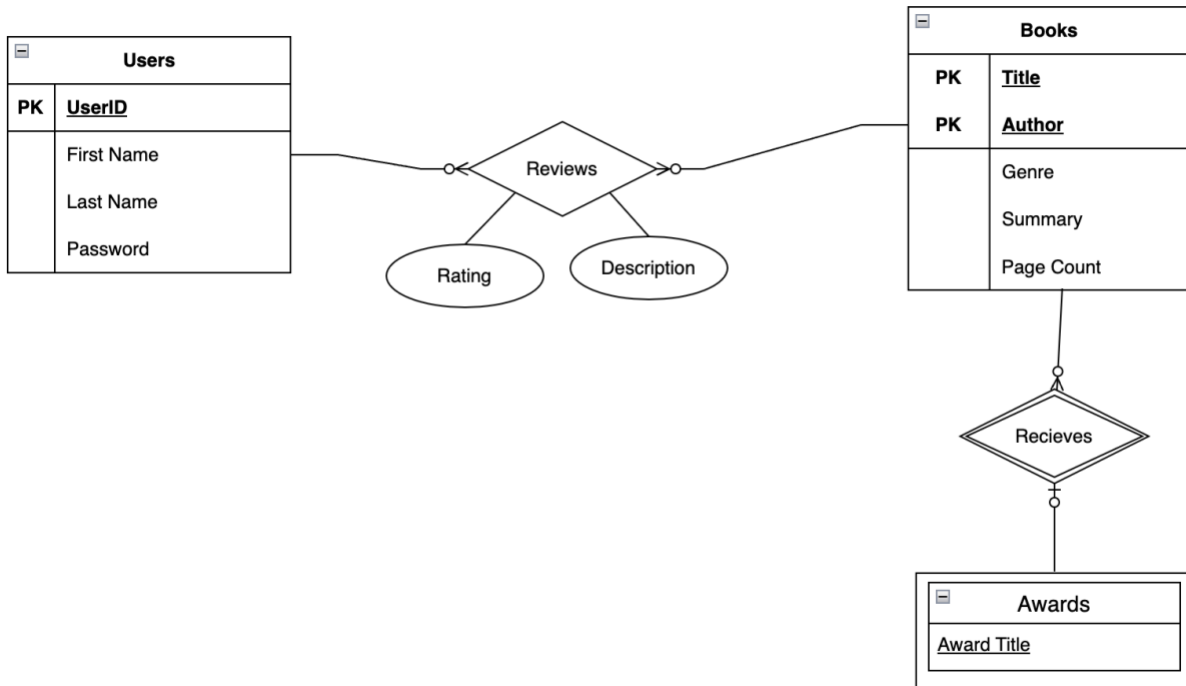 Users
PK UserID
First Name
Last Name
Password
Reviews
Rating
Description
Books
PK Title
PK Author
Genre
Summary
Page Count
Recieves
Awards
Award Title